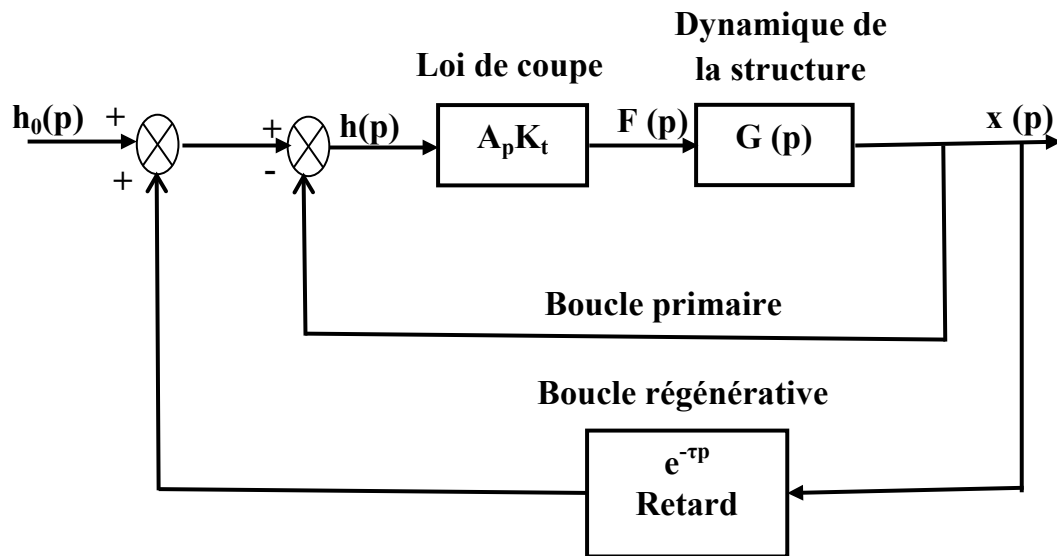 Dynamique de
la structure
Loi de coupe
h₀(p)
+
+
+
-
h(p)
AₚKₜ
F (p)
G (p)
x (p)
Boucle primaire
Boucle régénérative
e^-τp
Retard